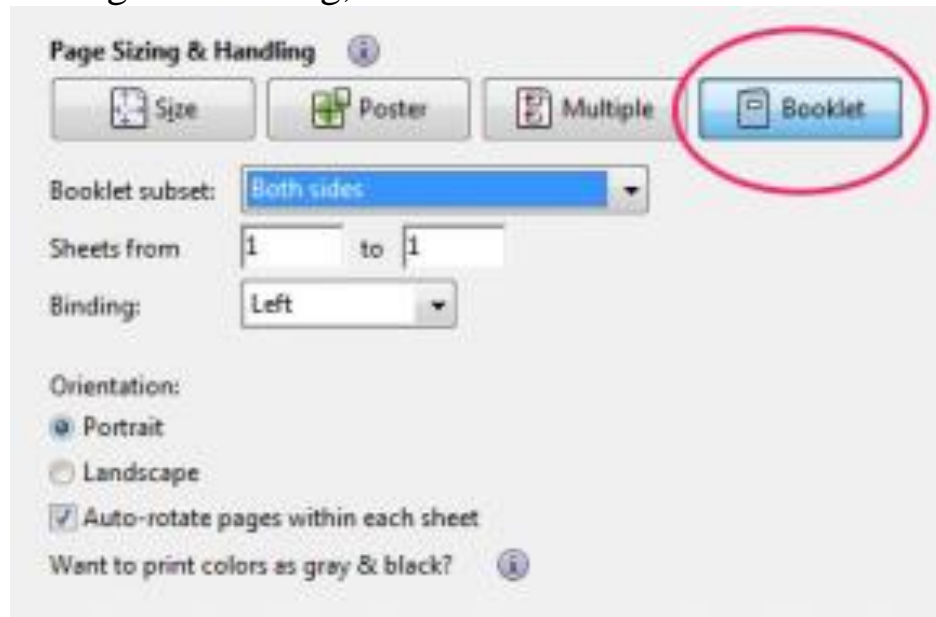 Page Sizing & Handling
Size Poster Multiple Booklet
Booklet subset: Both sides
Sheets from 1 to 1
Binding: Left
Orientation:
Portrait
Landscape
Auto-rotate pages within each sheet
Want to print colors as gray & black?